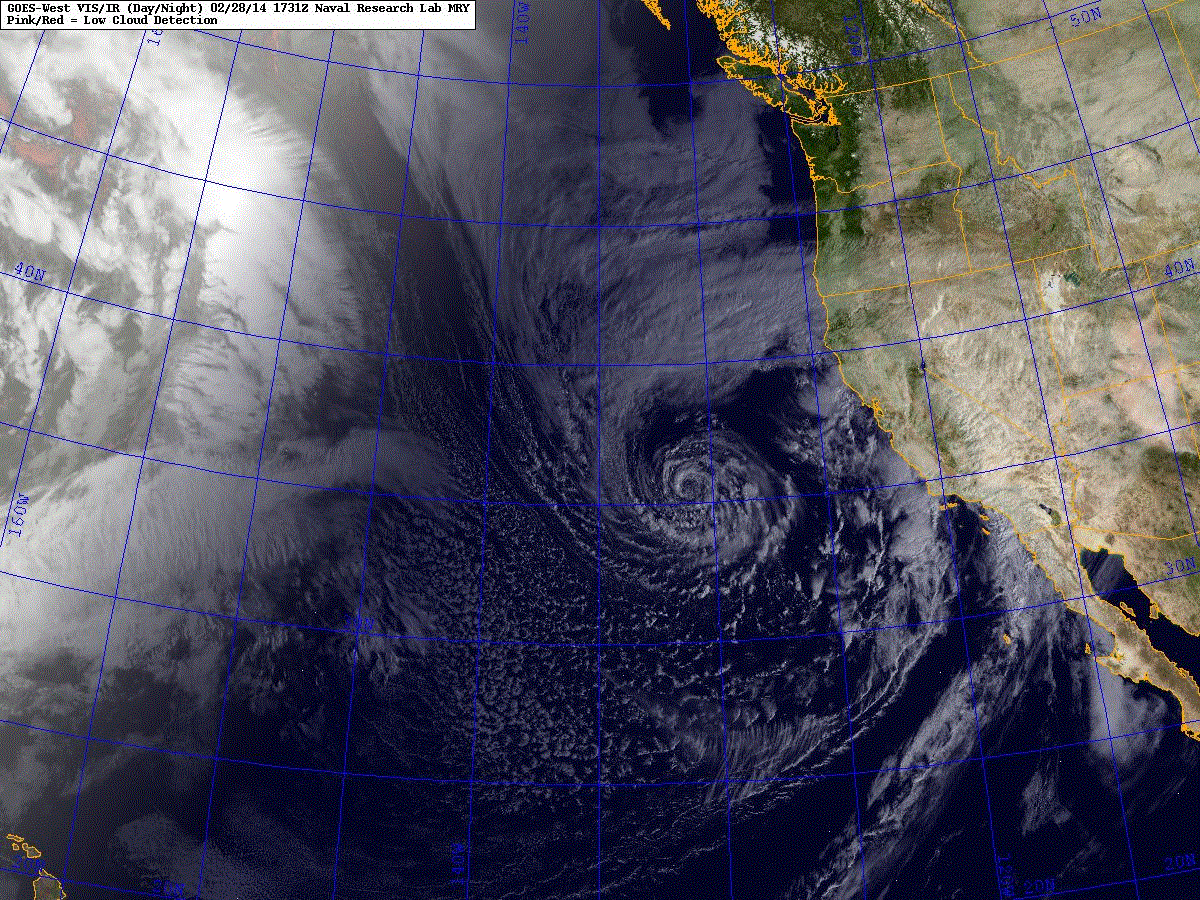 GOES-West VIS/IR (Day/Night) 02/28/14 1731Z Naval Research Lab MRY
Pink/Red = Low Cloud Detection
140W
50N
40N
40N
160W
30N
20N
20N